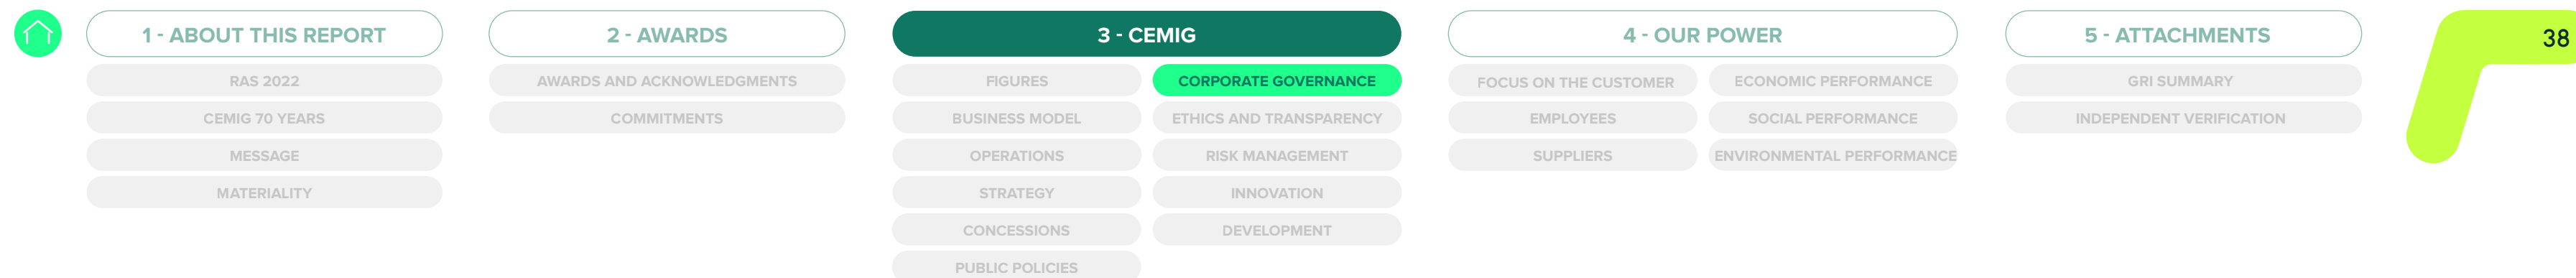 1 - ABOUT THIS REPORT
RAS 2022
CEMIG 70 YEARS
MESSAGE
MATERIALITY
2 - AWARDS
AWARDS AND ACKNOWLEDGMENTS
COMMITMENTS
3 - CEMIG
FIGURES
BUSINESS MODEL
OPERATIONS
STRATEGY
CONCESSIONS
PUBLIC POLICIES
CORPORATE GOVERNANCE
ETHICS AND TRANSPARENCY
RISK MANAGEMENT
INNOVATION
DEVELOPMENT
4 - OUR POWER
FOCUS ON THE CUSTOMER
EMPLOYEES
SUPPLIERS
ECONOMIC PERFORMANCE
SOCIAL PERFORMANCE
ENVIRONMENTAL PERFORMANCE
5 - ATTACHMENTS
GRI SUMMARY
INDEPENDENT VERIFICATION
38